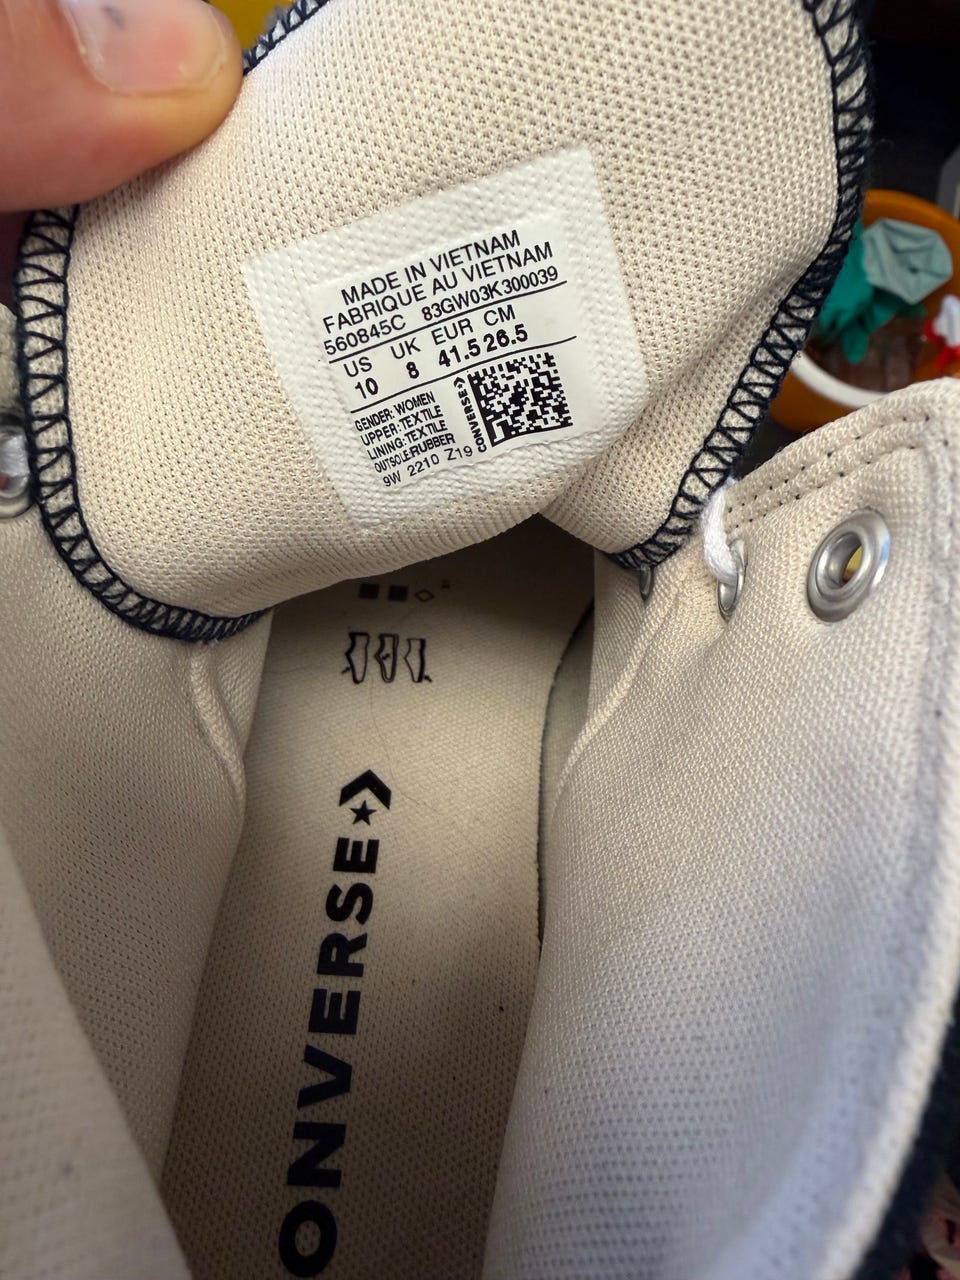 MADE IN VIETNAM
FABRIQUE AU VIETNAM
560845C 83GW03K300039
US UK EUR CM
10 8 41.5 26.5
GENDER: WOMEN
UPPER: TEXTILE
LINING: TEXTILE
OUTSOLE:RUBBER
9W 2210 Z19
CONVERSE
ONVERSE